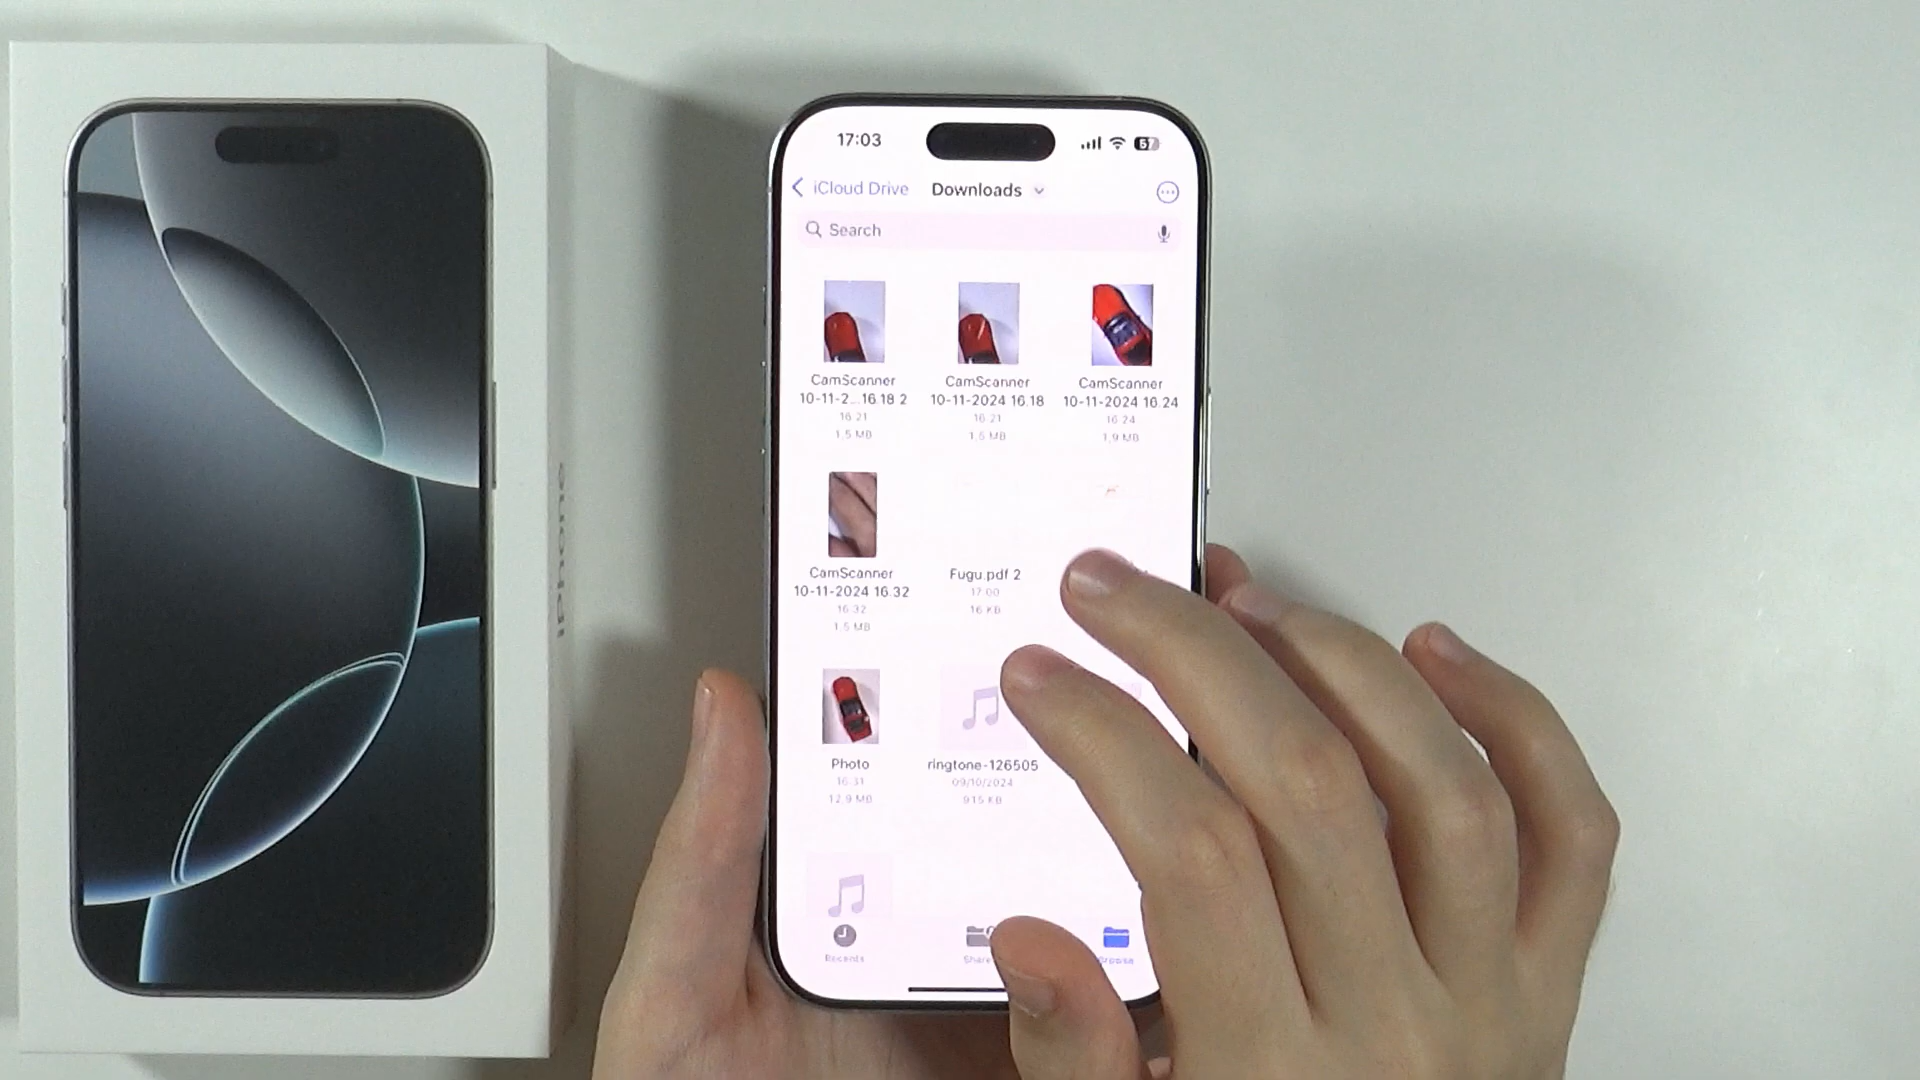 17:03
57
iCloud Drive
Downloads
Search
CamScanner
10-11-2...16.18 2
16:21
1,5 MB
CamScanner
10-11-2024 16.18
16:21
1,5 MB
CamScanner
10-11-2024 16.24
16:24
1,9 MB
CamScanner
10-11-2024 16.32
16:32
1,5 MB
Fugu.pdf 2
17:00
16 KB
Photo
16:31
12,9 MB
ringtone-126505
09/10/2024
915 KB
Recents
Share
Browse
iPhone